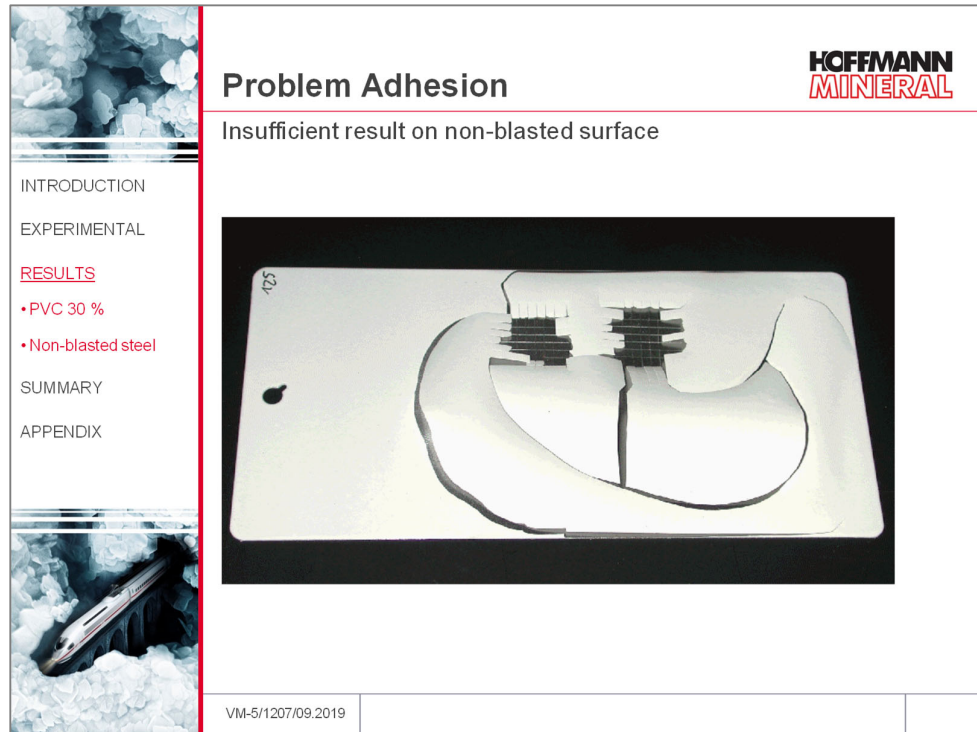 Problem Adhesion
HOFFMANN
MINERAL
Insufficient result on non-blasted surface
INTRODUCTION
EXPERIMENTAL
RESULTS
• PVC 30 %
• Non-blasted steel
SUMMARY
APPENDIX
VM-5/1207/09.2019